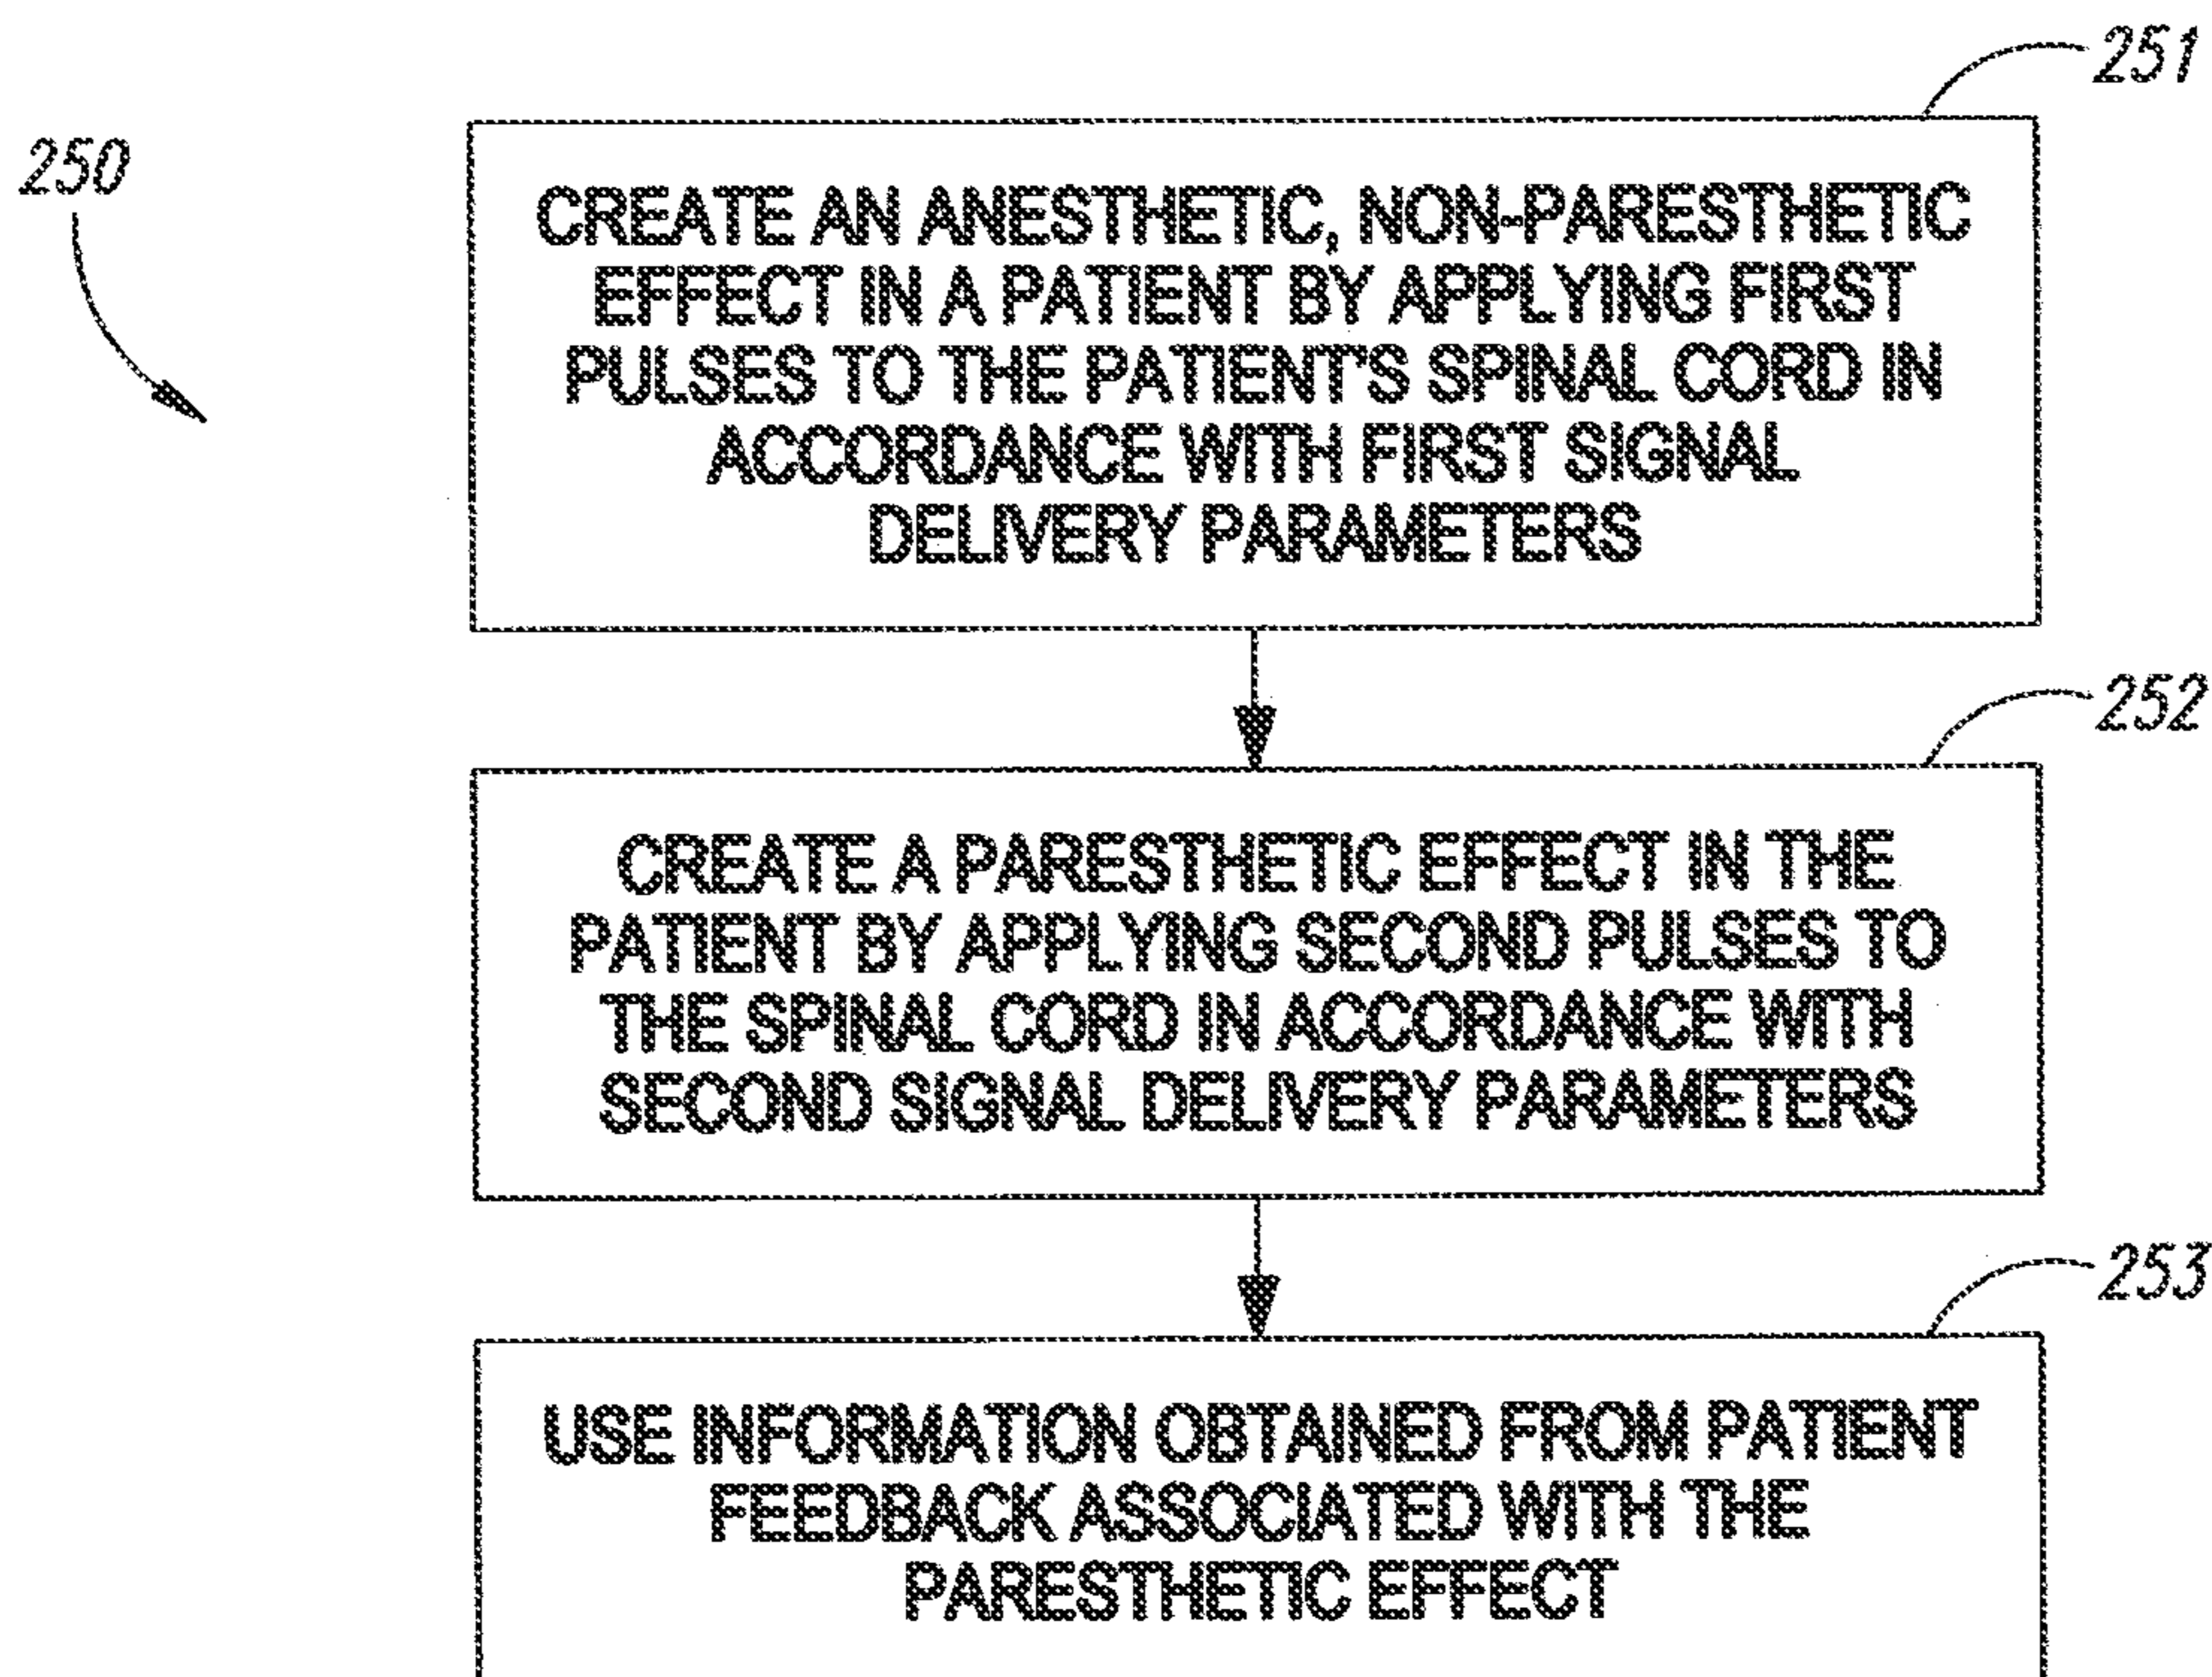 251
250
CREATE AN ANESTHETIC, NON-PARESTHETIC
EFFECT IN A PATIENT BY APPLYING FIRST
PULSES TO THE PATIENT'S SPINAL CORD IN
ACCORDANCE WITH FIRST SIGNAL
DELIVERY PARAMETERS
252
CREATE A PARESTHETIC EFFECT IN THE
PATIENT BY APPLYING SECOND PULSES TO
THE SPINAL CORD IN ACCORDANCE WITH
SECOND SIGNAL DELIVERY PARAMETERS
253
USE INFORMATION OBTAINED FROM PATIENT
FEEDBACK ASSOCIATED WITH THE
PARESTHETIC EFFECT